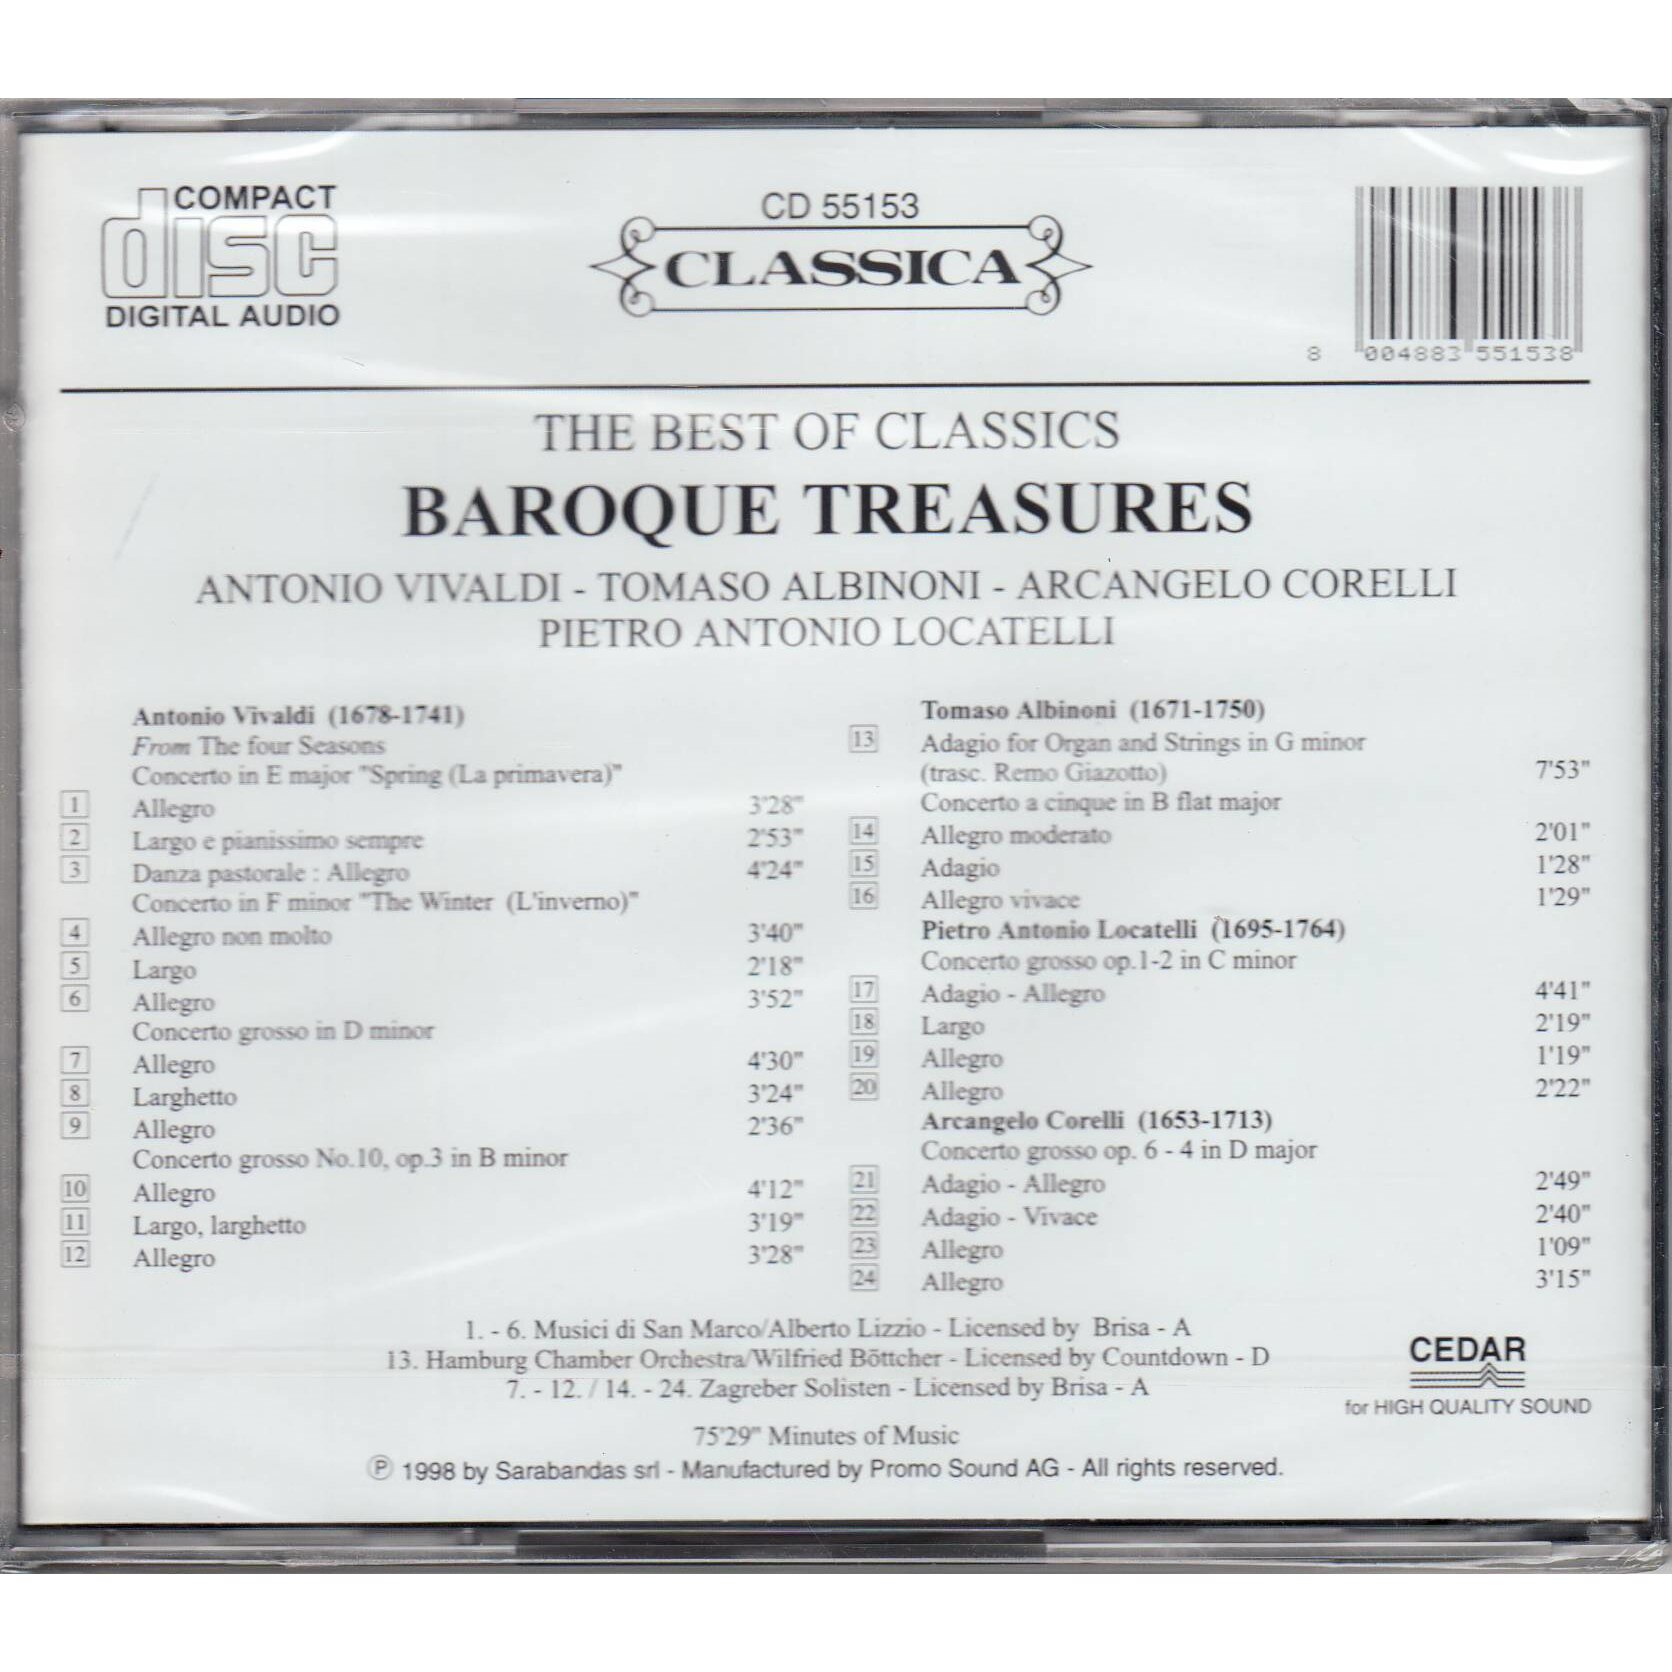 COMPACT
disc
DIGITAL AUDIO
CD 55153
CLASSICA
8 004883 551538
THE BEST OF CLASSICS
BAROQUE TREASURES
ANTONIO VIVALDI - TOMASO ALBINONI - ARCANGELO CORELLI
PIETRO ANTONIO LOCATELLI
Antonio Vivaldi (1678-1741)
From The four Seasons
Concerto in E major "Spring (La primavera)"
1 Allegro 3'28"
2 Largo e pianissimo sempre 2'53"
3 Danza pastorale : Allegro 4'24"
Concerto in F minor "The Winter (L'inverno)"
4 Allegro non molto 3'40"
5 Largo 2'18"
6 Allegro 3'52"
Concerto grosso in D minor
7 Allegro 4'30"
8 Larghetto 3'24"
9 Allegro 2'36"
Concerto grosso No.10, op.3 in B minor
10 Allegro 4'12"
11 Largo, larghetto 3'19"
12 Allegro 3'28"
Tomaso Albinoni (1671-1750)
13 Adagio for Organ and Strings in G minor
(trasc. Remo Giazotto) 7'53"
Concerto a cinque in B flat major
14 Allegro moderato 2'01"
15 Adagio 1'28"
16 Allegro vivace 1'29"
Pietro Antonio Locatelli (1695-1764)
Concerto grosso op.1-2 in C minor
17 Adagio - Allegro 4'41"
18 Largo 2'19"
19 Allegro 1'19"
20 Allegro 2'22"
Arcangelo Corelli (1653-1713)
Concerto grosso op. 6 - 4 in D major
21 Adagio - Allegro 2'49"
22 Adagio - Vivace 2'40"
23 Allegro 1'09"
24 Allegro 3'15"
1. - 6. Musici di San Marco/Alberto Lizzio - Licensed by Brisa - A
13. Hamburg Chamber Orchestra/Wilfried Böttcher - Licensed by Countdown - D
7. - 12. / 14. - 24. Zagreber Solisten - Licensed by Brisa - A
CEDAR
for HIGH QUALITY SOUND
75'29" Minutes of Music
Ⓟ 1998 by Sarabandas srl - Manufactured by Promo Sound AG - All rights reserved.